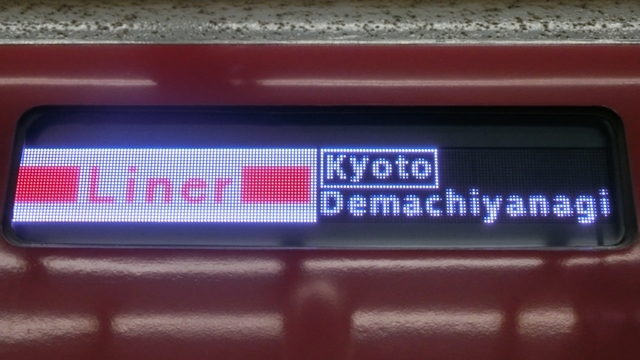 Liner
Kyoto
Demachiyanagi